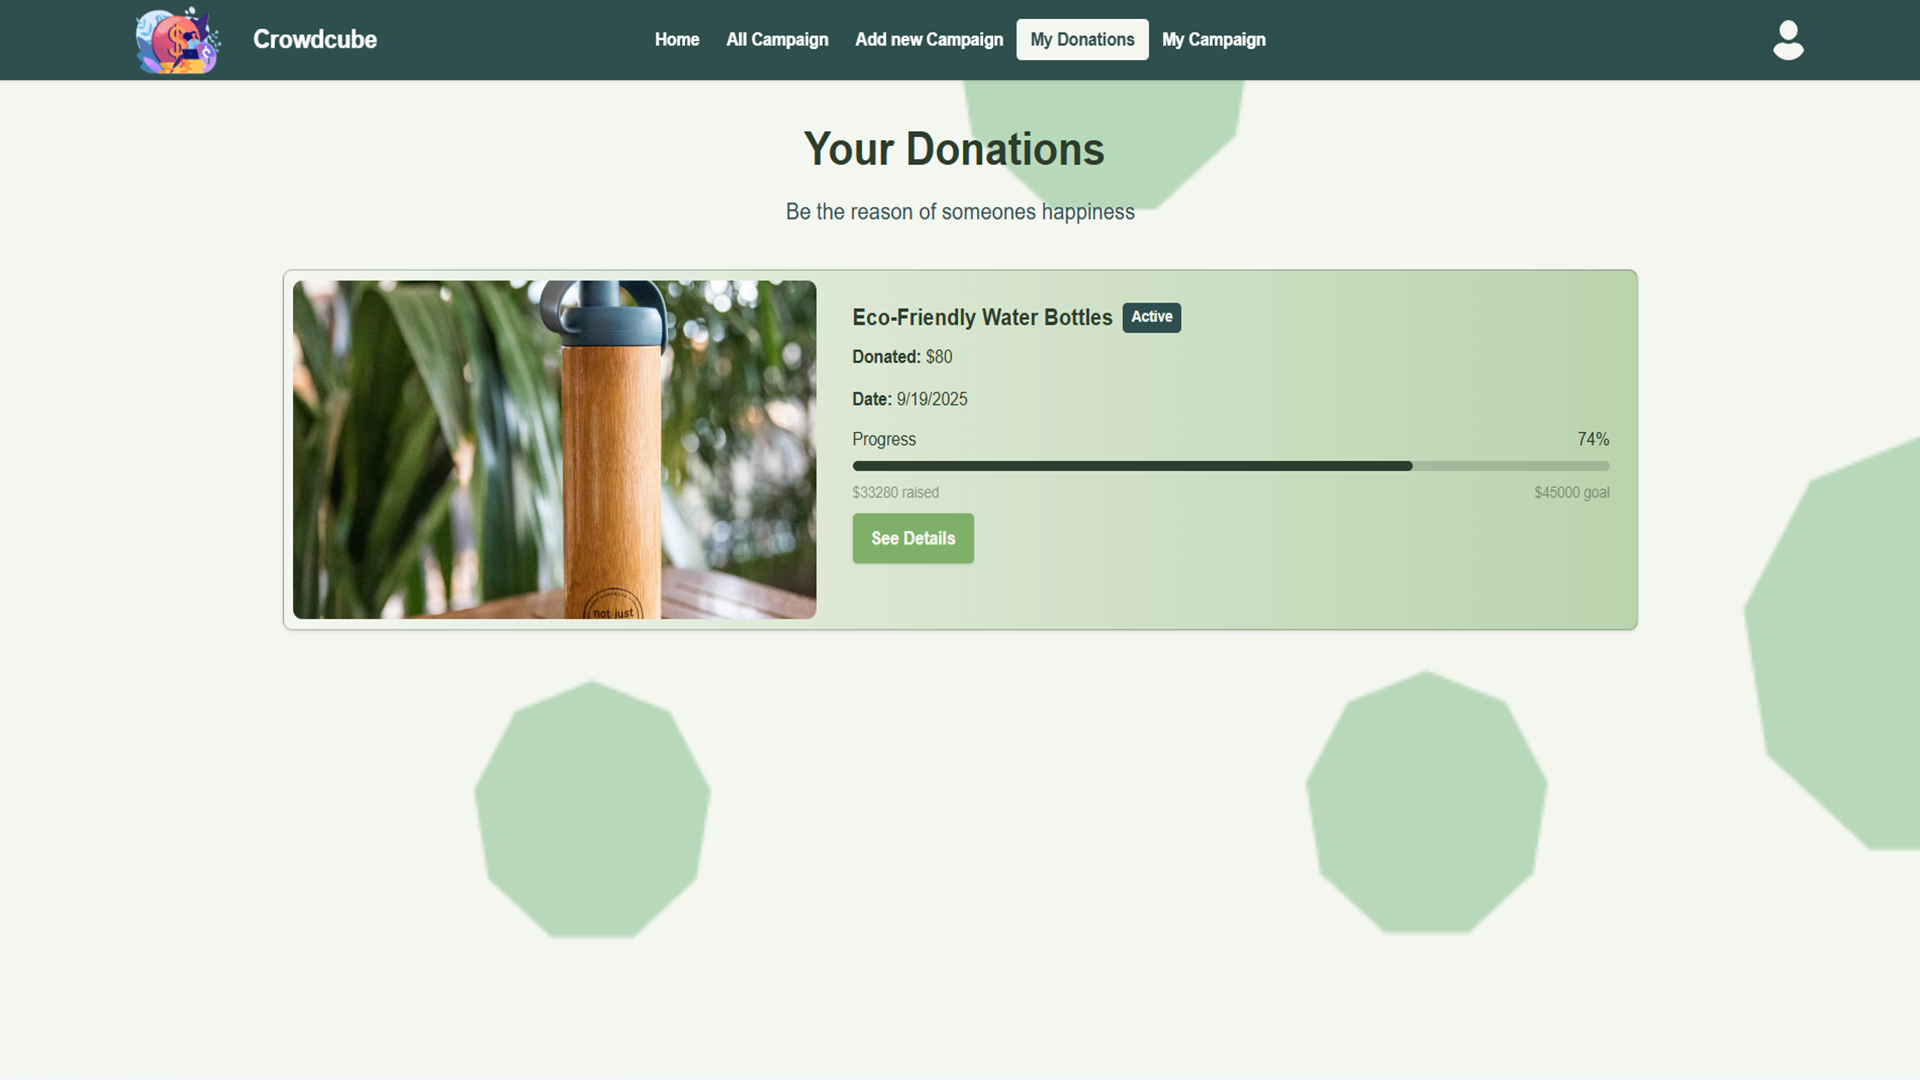 Crowdcube
Home All Campaign Add new Campaign My Donations My Campaign
Your Donations
Be the reason of someones happiness
Eco-Friendly Water Bottles Active
Donated: $80
Date: 9/19/2025
Progress 74%
$33280 raised $45000 goal
See Details
not just